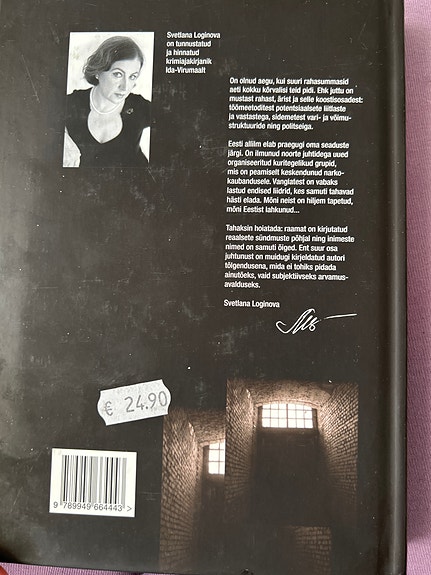 Svetlana Loginova
on tunnustatud
ja hinnatud
krimiajakirjanik
Ida-Virumaalt
On olnud aegu, kui suuri rahasummasid
aeti kokku kõrvalisi teid pidi. Ehk juttu on
mustast rahast, ärist ja selle koostisosadest:
töömeetoditest potentsiaalsete liitlaste
ja vastastega, sidemetest vari- ja võimu-
struktuuride ning politseiga.
Eesti allilm elab praegugi oma seaduste
järgi. On ilmunud noorte juhtidega uued
organiseeritud kuritegelikud grupid,
mis on peamiselt keskendunud narko-
kaubandusele. Vanglatest on vabaks
lastud endised liidrid, kes samuti tahavad
hästi elada. Mõni neist on hiljem tapetud,
mõni Eestist lahkunud...
Tahaksin hoiatada: raamat on kirjutatud
reaalsete sündmuste põhjal ning inimeste
nimed on samuti õiged. Ent suur osa
juhtunust on muidugi kirjeldatud autori
tõlgendusena, mida ei tohiks pidada
ainutõeks, vaid subjektiivseks arvamus-
avalduseks.
Svetlana Loginova
€ 24.90
9 789949 664443 >